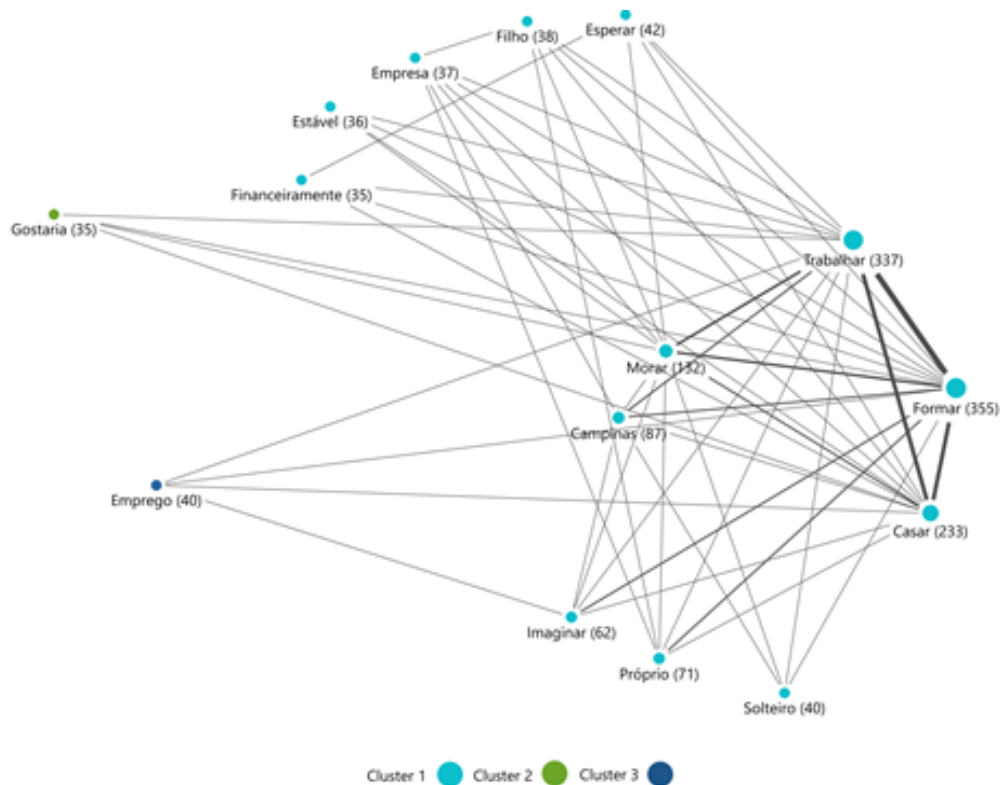 Esperar (42)
Filho (38)
Empresa (37)
Estável (36)
Financeiramente (35)
Gostaria (35)
Trabalhar (337)
Morar (132)
Formar (355)
Campinas (87)
Emprego (40)
Casar (233)
Imaginar (62)
Próprio (71)
Solteiro (40)
Cluster 1 Cluster 2 Cluster 3